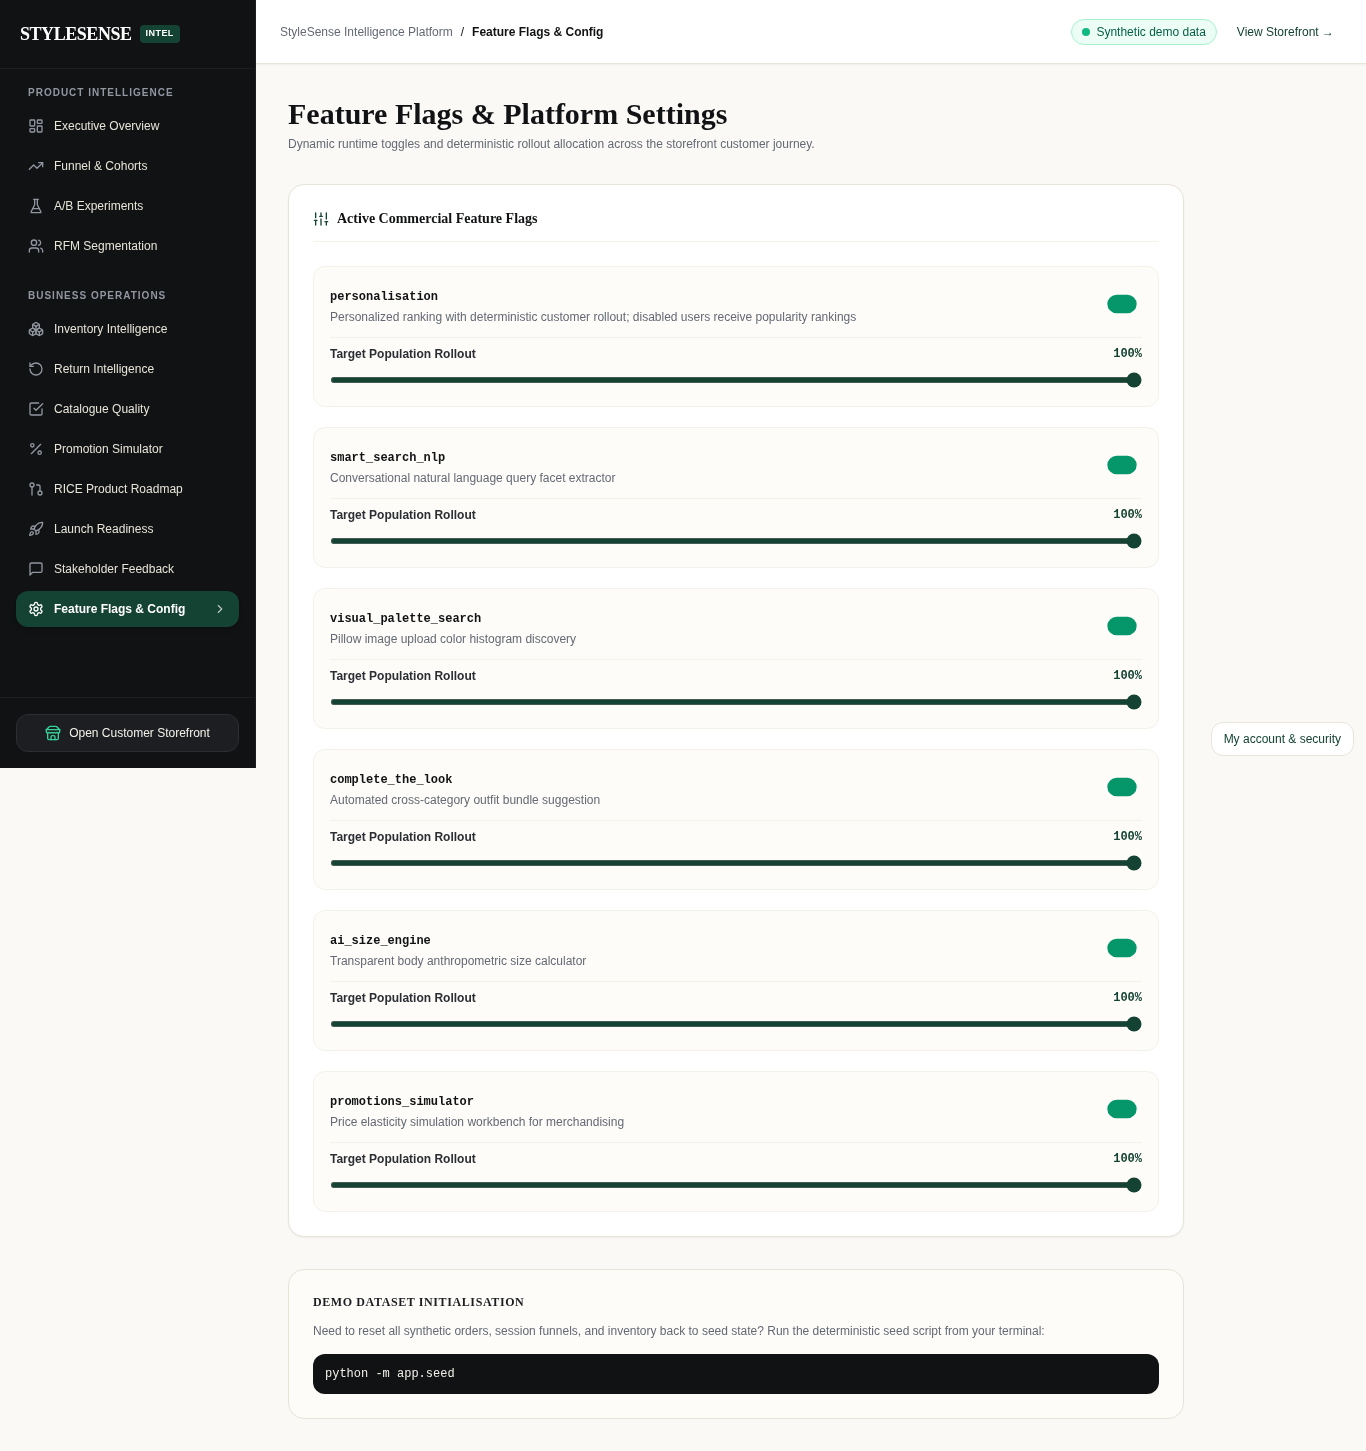 STYLESENSE INTEL
PRODUCT INTELLIGENCE
Executive Overview
Funnel & Cohorts
A/B Experiments
RFM Segmentation
BUSINESS OPERATIONS
Inventory Intelligence
Return Intelligence
Catalogue Quality
Promotion Simulator
RICE Product Roadmap
Launch Readiness
Stakeholder Feedback
Feature Flags & Config
Open Customer Storefront
StyleSense Intelligence Platform / Feature Flags & Config
Synthetic demo data
View Storefront →
Feature Flags & Platform Settings
Dynamic runtime toggles and deterministic rollout allocation across the storefront customer journey.
Active Commercial Feature Flags
personalisation
Personalized ranking with deterministic customer rollout; disabled users receive popularity rankings
Target Population Rollout 100%
smart_search_nlp
Conversational natural language query facet extractor
Target Population Rollout 100%
visual_palette_search
Pillow image upload color histogram discovery
Target Population Rollout 100%
complete_the_look
Automated cross-category outfit bundle suggestion
Target Population Rollout 100%
ai_size_engine
Transparent body anthropometric size calculator
Target Population Rollout 100%
promotions_simulator
Price elasticity simulation workbench for merchandising
Target Population Rollout 100%
My account & security
DEMO DATASET INITIALISATION
Need to reset all synthetic orders, session funnels, and inventory back to seed state? Run the deterministic seed script from your terminal:
python -m app.seed